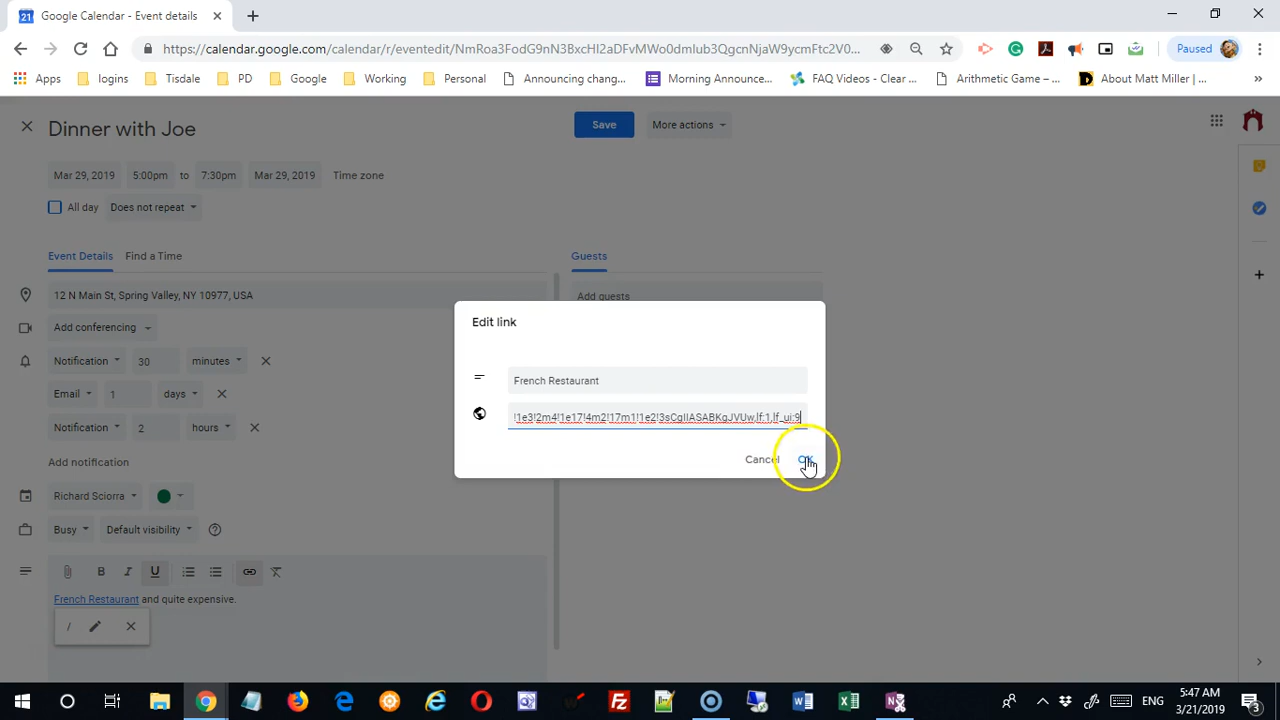 Google Calendar - Event details
https://calendar.google.com/calendar/r/eventedit/NmRoa3FodG9nN3BxcHI2aDFvMWo0dmlub3QgcnNjaW9ycmFtc2V0...
Paused
Apps logins Tisdale PD Google Working Personal Announcing chang... Morning Announce... FAQ Videos - Clear ... Arithmetic Game – ... About Matt Miller | ...
Dinner with Joe
Save More actions
Mar 29, 2019 5:00pm to 7:30pm Mar 29, 2019 Time zone
All day Does not repeat
Event Details Find a Time Guests
12 N Main St, Spring Valley, NY 10977, USA Add guests
Add conferencing
Notification 30 minutes
Email 1 days
Notification 2 hours
Add notification
Richard Sciorra
Busy Default visibility
French Restaurant and quite expensive.
/
Edit link
French Restaurant
!1e3!2m4!1e17!4m2!17m1!1e2!3sCgIIASABKgJVUw,lf:1,lf_ui:9
Cancel OK
ENG
5:47 AM
3/21/2019
3